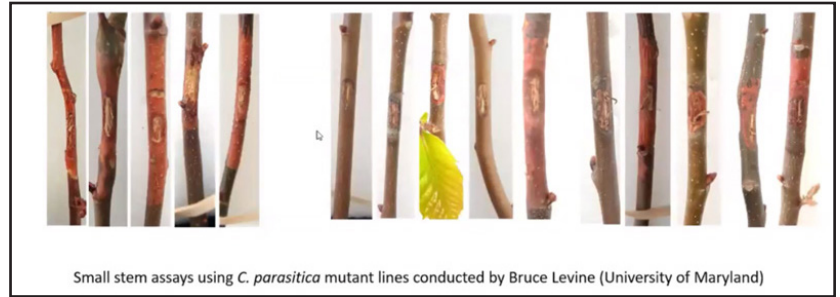 Small stem assays using C. parasitica mutant lines conducted by Bruce Levine (University of Maryland)